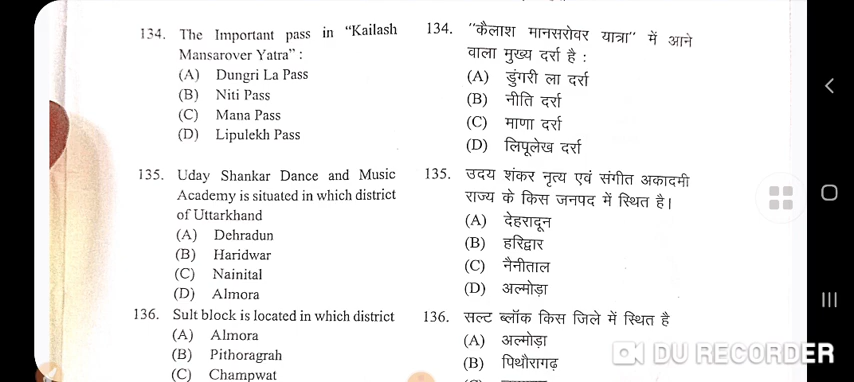 134. The Important pass in “Kailash
Mansarover Yatra” :
(A) Dungri La Pass
(B) Niti Pass
(C) Mana Pass
(D) Lipulekh Pass
135. Uday Shankar Dance and Music
Academy is situated in which district
of Uttarkhand
(A) Dehradun
(B) Haridwar
(C) Nainital
(D) Almora
136. Sult block is located in which district
(A) Almora
(B) Pithoragrah
(C) Champwat
134. “कैलाश मानसरोवर यात्रा” में आने
वाला मुख्य दर्रा है :
(A) डुंगरी ला दर्रा
(B) नीति दर्रा
(C) माणा दर्रा
(D) लिपूलेख दर्रा
135. उदय शंकर नृत्य एवं संगीत अकादमी
राज्य के किस जनपद में स्थित है।
(A) देहरादून
(B) हरिद्वार
(C) नैनीताल
(D) अल्मोड़ा
136. सल्ट ब्लॉक किस जिले में स्थित है
(A) अल्मोड़ा
(B) पिथौरागढ़
DU RECORDER